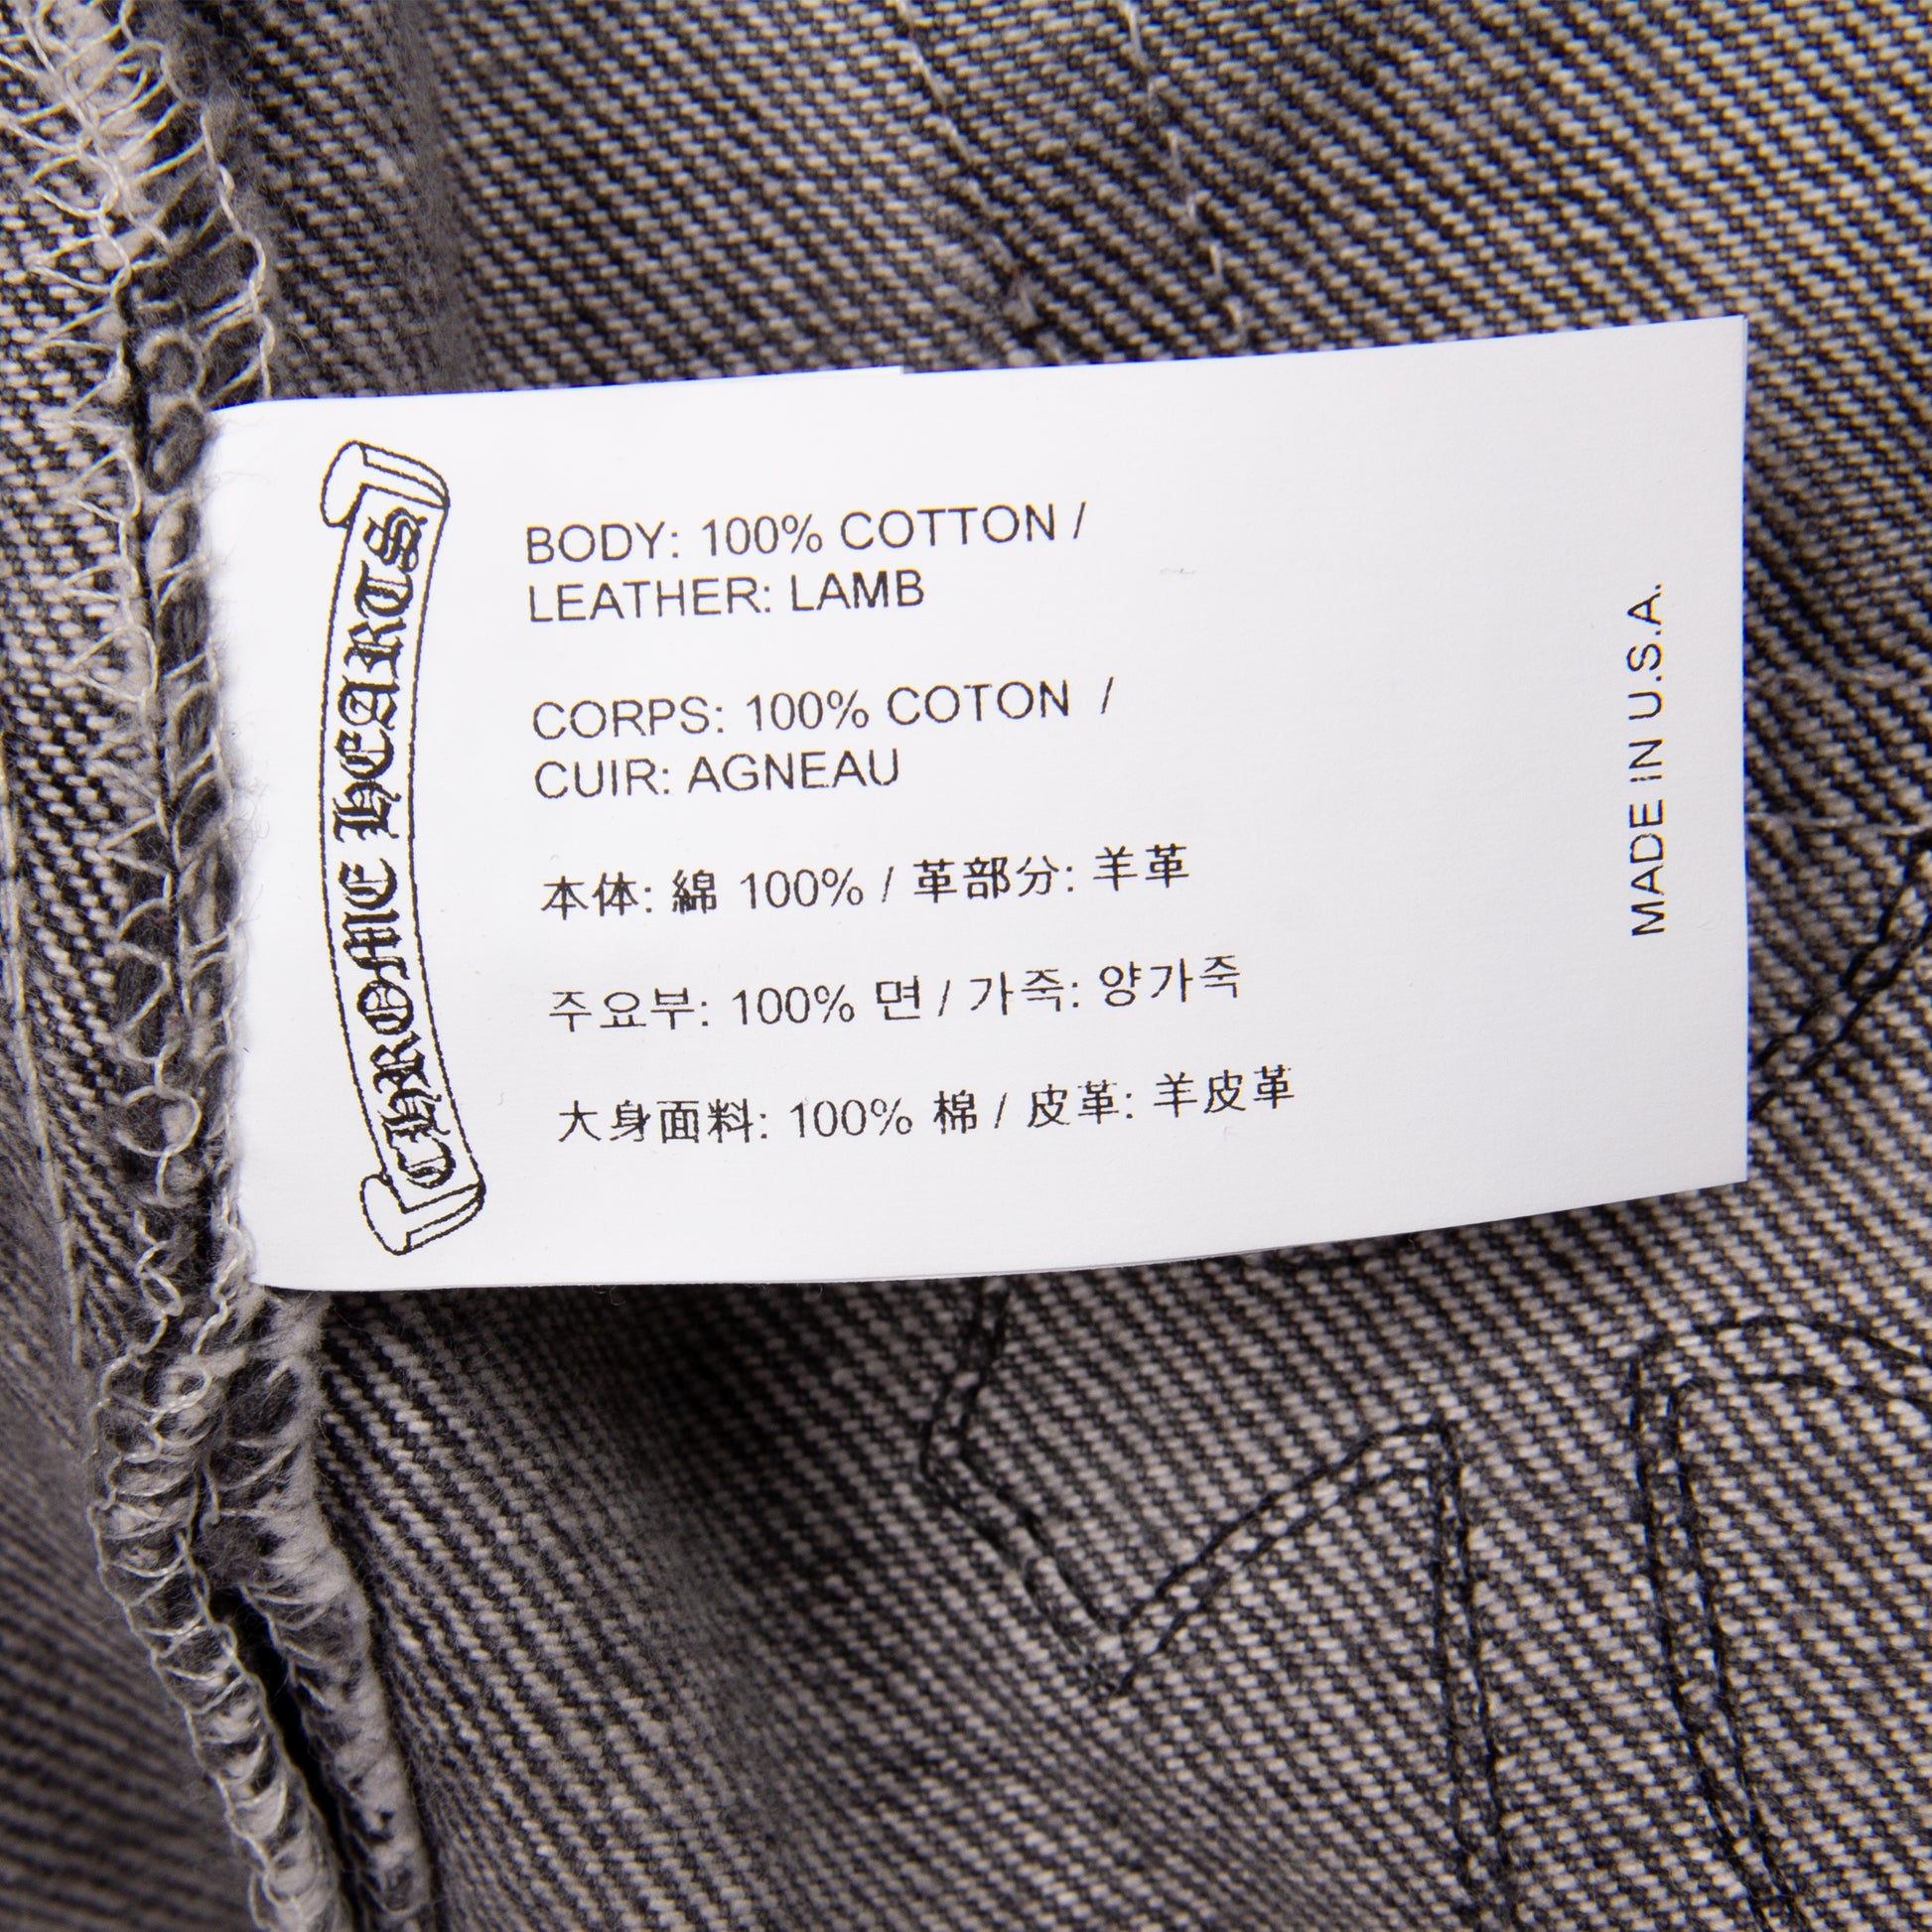 CHROME HEARTS
BODY: 100% COTTON /
LEATHER: LAMB
CORPS: 100% COTON /
CUIR: AGNEAU
本体: 綿 100% / 革部分: 羊革
주요부: 100% 면 / 가죽: 양가죽
大身面料: 100% 棉 / 皮革: 羊皮革
MADE IN U.S.A.